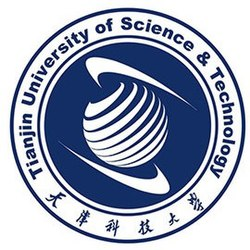 Tianjin University of Science & Technology
天津科技大学